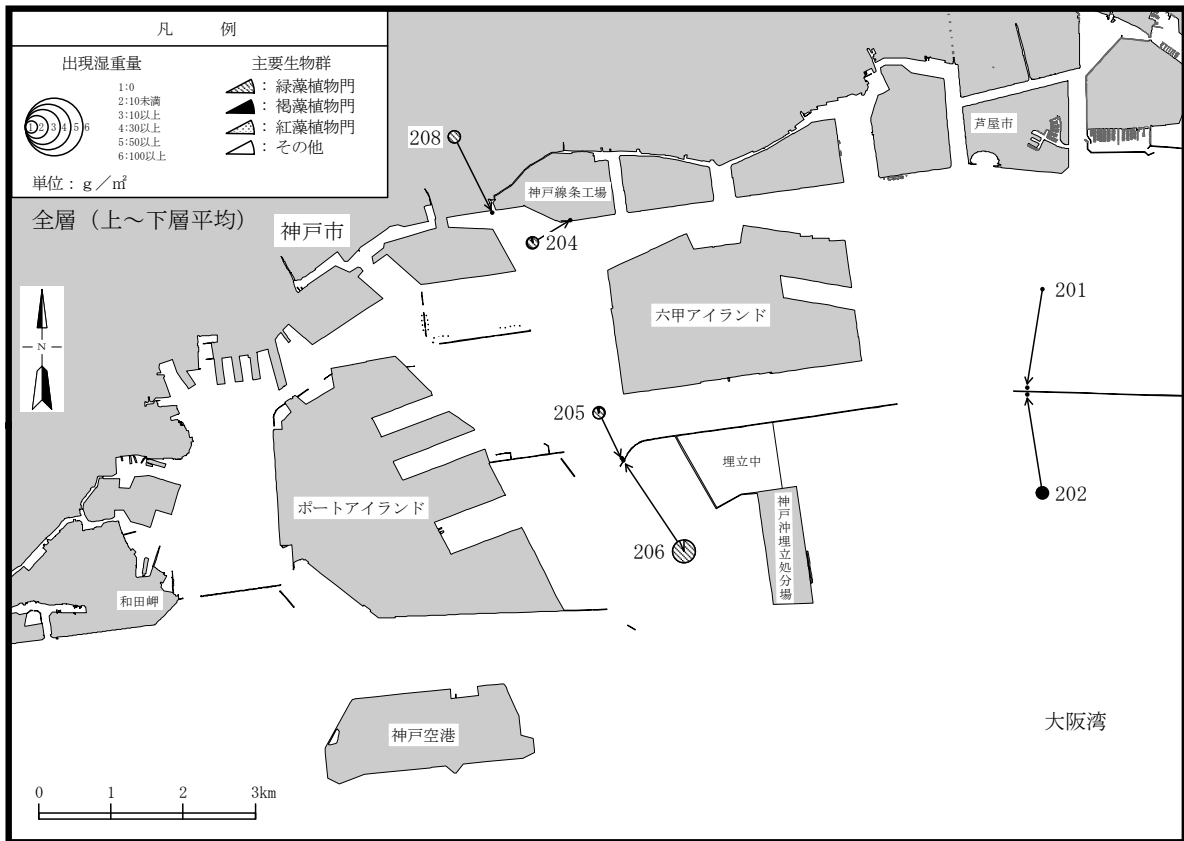 凡　例
出現湿重量
1:0
2:10未満
3:10以上
4:30以上
5:50以上
6:100以上
1 2 3 4 5 6
単位：g／㎡
主要生物群
：緑藻植物門
：褐藻植物門
：紅藻植物門
：その他
全層（上～下層平均）
神戸市
208
神戸線条工場
204
芦屋市
六甲アイランド
201
N
205
埋立中
202
ポートアイランド
206
神戸沖埋立処分場
和田岬
神戸空港
大阪湾
0 1 2 3km